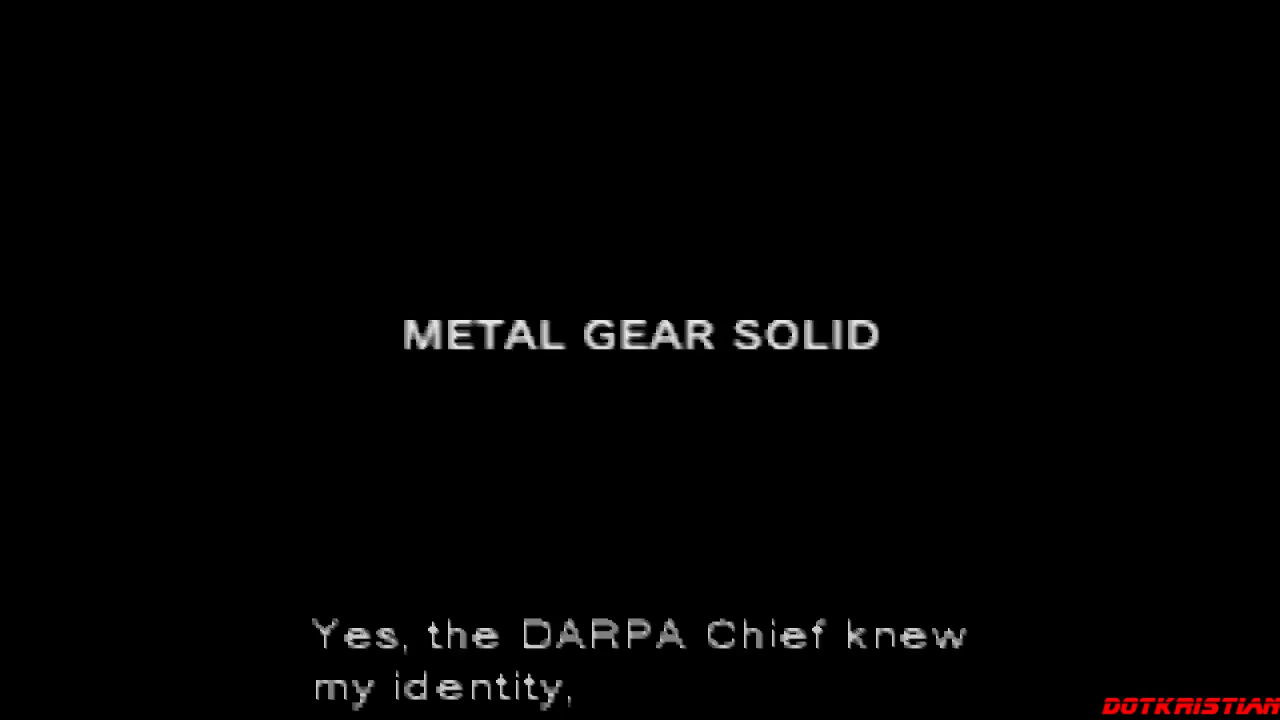 METAL GEAR SOLID
Yes, the DARPA Chief knew
my identity,
DOTKRISTIAN